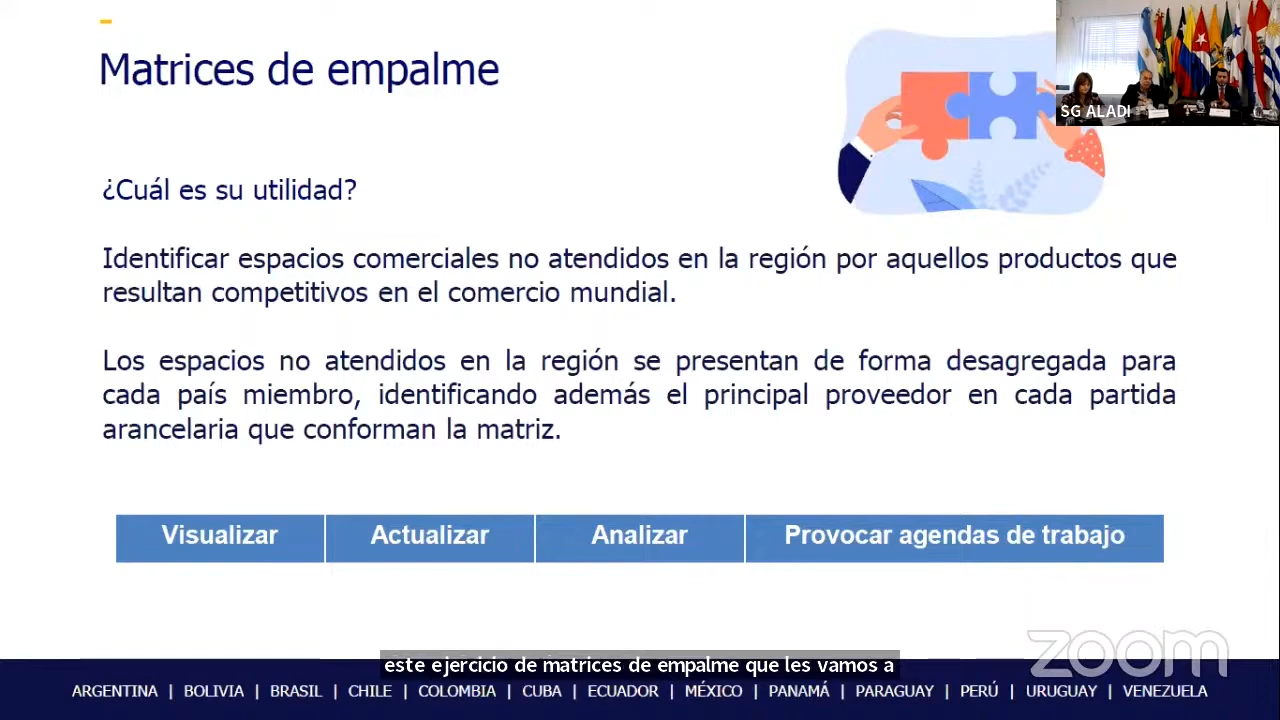 Matrices de empalme
SG ALADI
¿Cuál es su utilidad?
Identificar espacios comerciales no atendidos en la región por aquellos productos que
resultan competitivos en el comercio mundial.
Los espacios no atendidos en la región se presentan de forma desagregada para
cada país miembro, identificando además el principal proveedor en cada partida
arancelaria que conforman la matriz.
Visualizar Actualizar Analizar Provocar agendas de trabajo
zoom
este ejercicio de matrices de empalme que les vamos a
ARGENTINA | BOLIVIA | BRASIL | CHILE | COLOMBIA | CUBA | ECUADOR | MÉXICO | PANAMÁ | PARAGUAY | PERÚ | URUGUAY | VENEZUELA